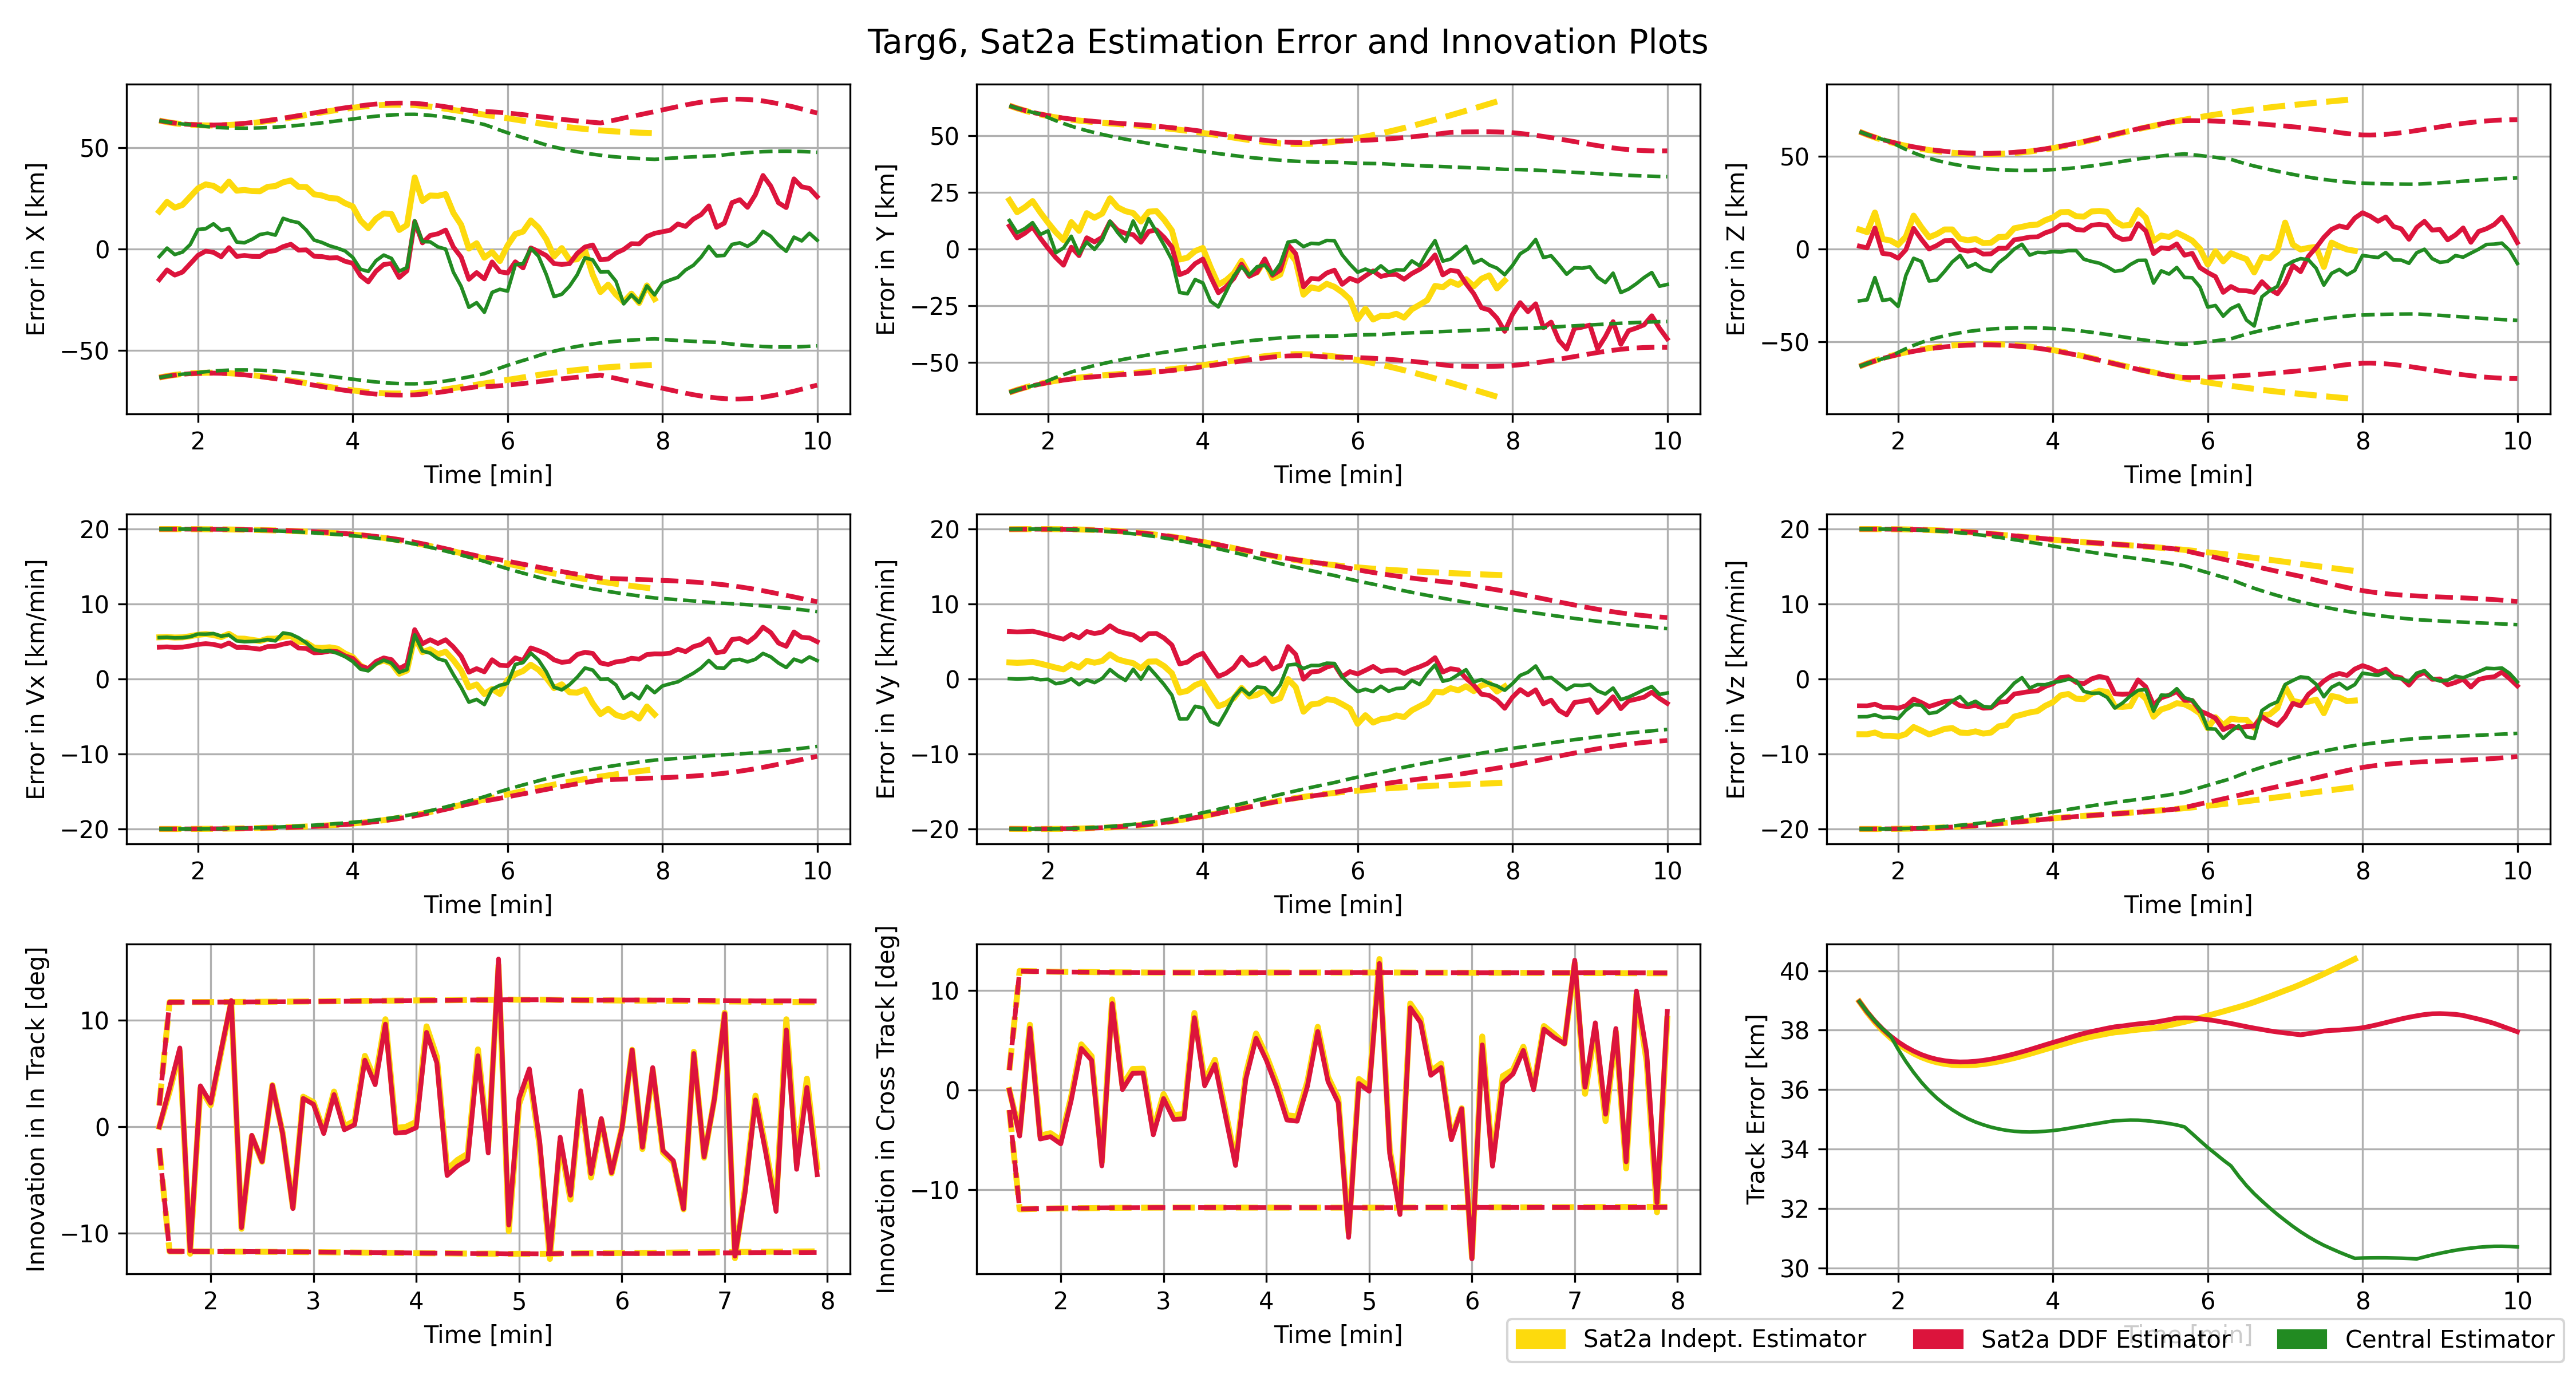 Targ6, Sat2a Estimation Error and Innovation Plots
Error in X [km]
50
0
−50
2 4 6 8 10
Time [min]
Error in Y [km]
50
25
0
−25
−50
2 4 6 8 10
Time [min]
Error in Z [km]
50
0
−50
2 4 6 8 10
Time [min]
Error in Vx [km/min]
20
10
0
−10
−20
2 4 6 8 10
Time [min]
Error in Vy [km/min]
20
10
0
−10
−20
2 4 6 8 10
Time [min]
Error in Vz [km/min]
20
10
0
−10
−20
2 4 6 8 10
Time [min]
Innovation in In Track [deg]
10
0
−10
2 3 4 5 6 7 8
Time [min]
Innovation in Cross Track [deg]
10
0
−10
2 3 4 5 6 7 8
Time [min]
Track Error [km]
40
38
36
34
32
30
2 4 6 8 10
Time [min]
Sat2a Indept. Estimator Sat2a DDF Estimator Central Estimator